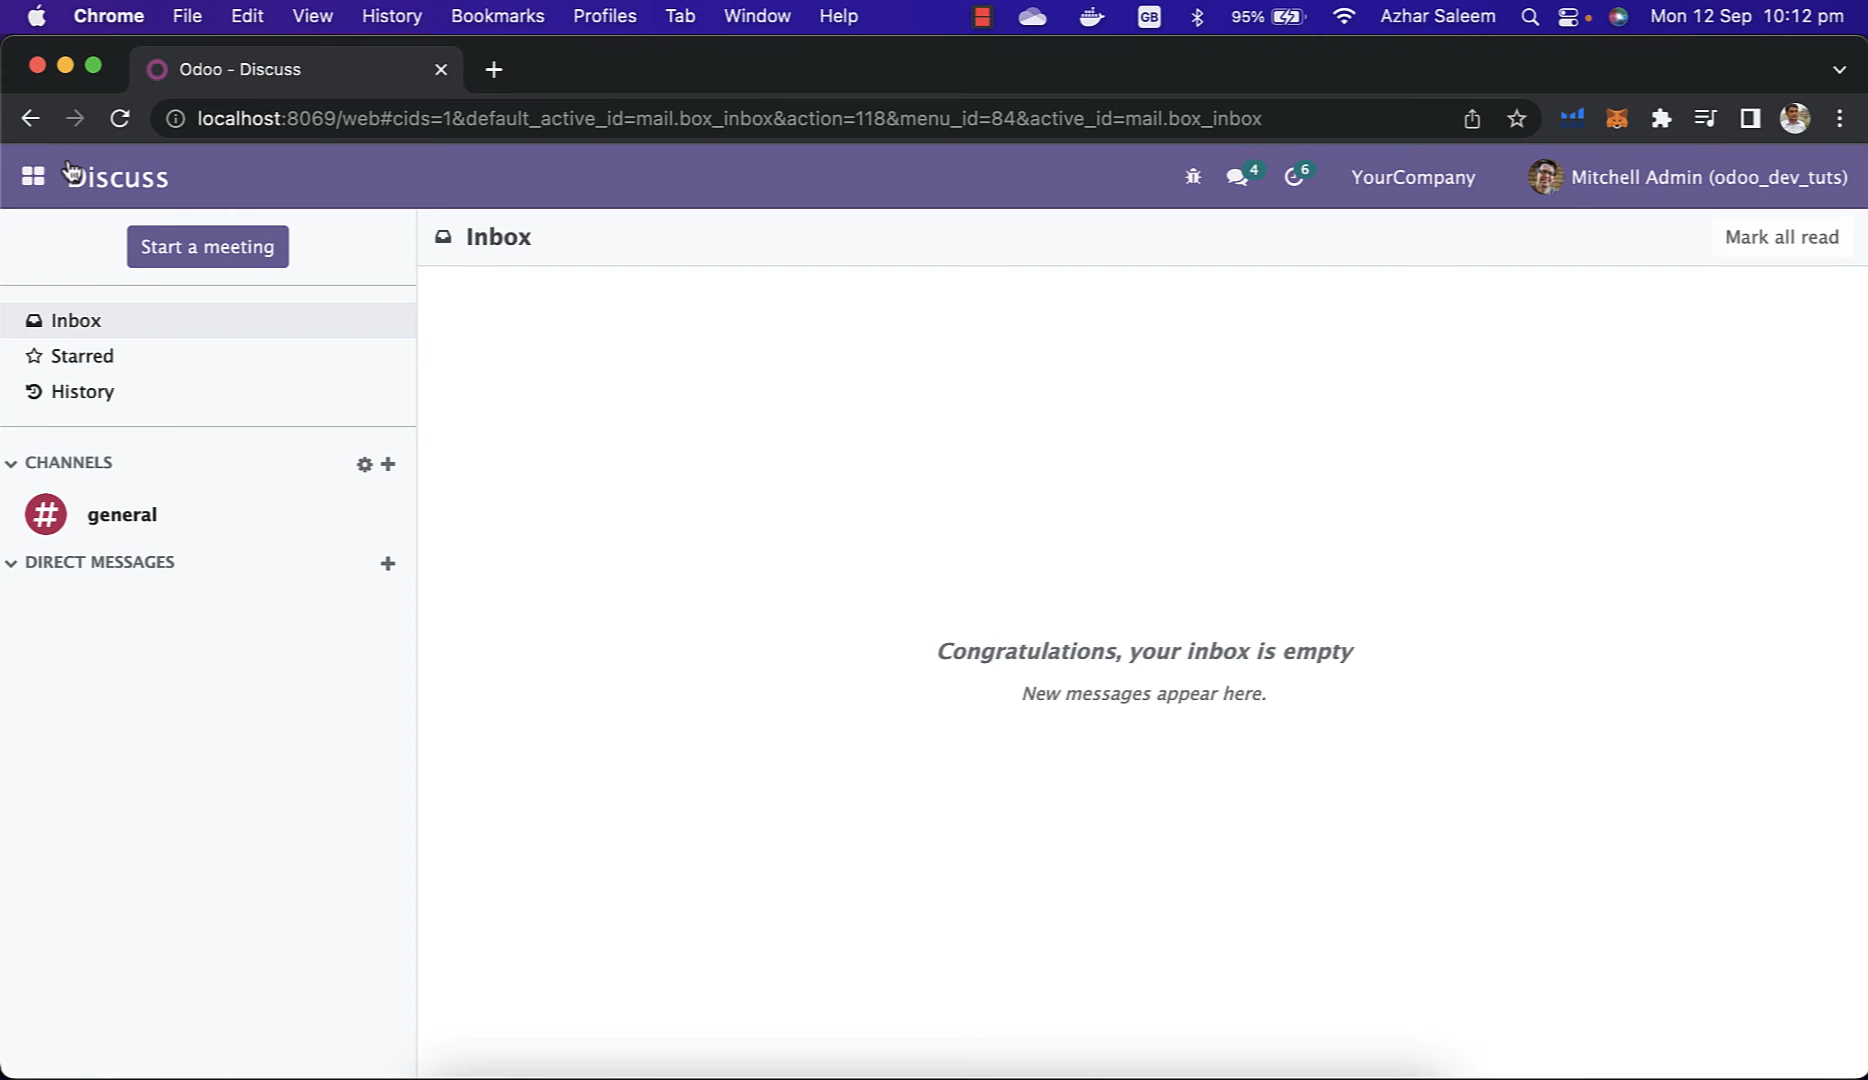 Chrome File Edit View History Bookmarks Profiles Tab Window Help GB 95% Azhar Saleem Mon 12 Sep 10:12 pm
Odoo - Discuss
localhost:8069/web#cids=1&default_active_id=mail.box_inbox&action=118&menu_id=84&active_id=mail.box_inbox
Discuss 4 6 YourCompany Mitchell Admin (odoo_dev_tuts)
Start a meeting
Inbox
Mark all read
Inbox
Starred
History
CHANNELS
# general
DIRECT MESSAGES
Congratulations, your inbox is empty
New messages appear here.